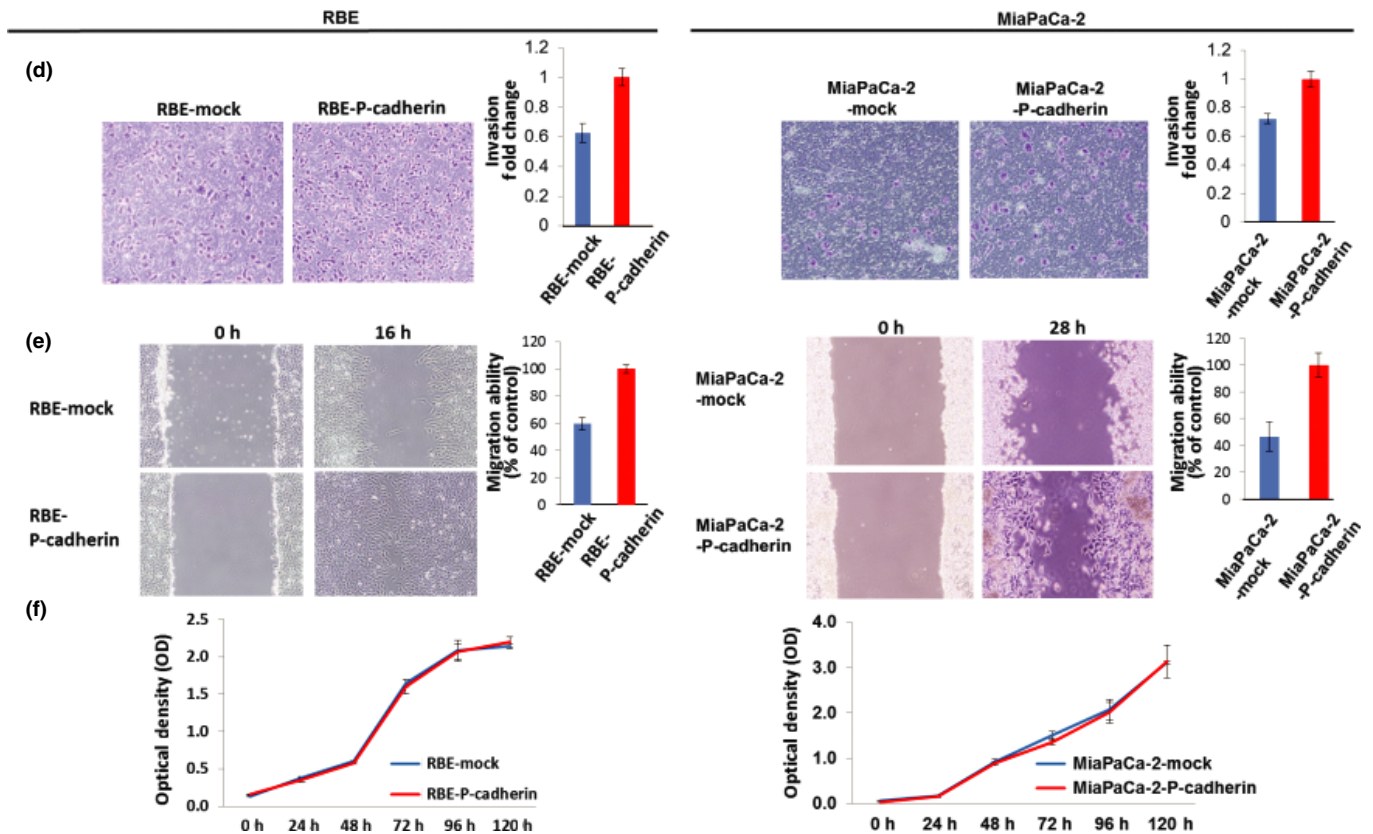 RBE
MiaPaCa-2
(d)
RBE-mock
RBE-P-cadherin
Invasion
fold change
1.2
1
0.8
0.6
0.4
0.2
0
RBE-mock
RBE-
P-cadherin
MiaPaCa-2
-mock
MiaPaCa-2
-P-cadherin
Invasion
fold change
1.2
1
0.8
0.6
0.4
0.2
0
MiaPaCa-2
-mock
MiaPaCa-2
-P-cadherin
(e)
0 h
16 h
RBE-mock
RBE-
P-cadherin
Migration ability
(% of control)
120
100
80
60
40
20
0
RBE-mock
RBE-
P-cadherin
0 h
28 h
MiaPaCa-2
-mock
MiaPaCa-2
-P-cadherin
Migration ability
(% of control)
120
100
80
60
40
20
0
MiaPaCa-2
-mock
MiaPaCa-2
-P-cadherin
(f)
Optical density (OD)
2.5
2.0
1.5
1.0
0.5
0.0
RBE-mock
RBE-P-cadherin
0 h 24 h 48 h 72 h 96 h 120 h
Optical density (OD)
4.0
3.0
2.0
1.0
0.0
MiaPaCa-2-mock
MiaPaCa-2-P-cadherin
0 h 24 h 48 h 72 h 96 h 120 h